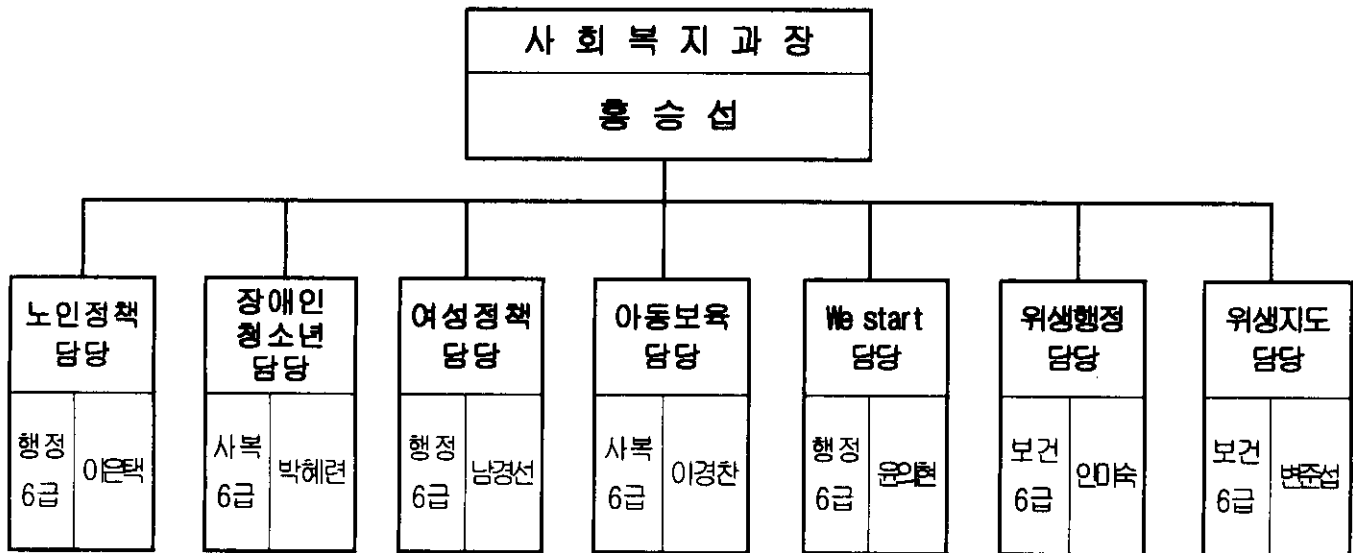 사 회 복 지 과 장
홍 승 섭
노인정책
담당
행정
6급
이은택
장애인
청소년
담당
사복
6급
박혜련
여성정책
담당
행정
6급
남경선
아동보육
담당
사복
6급
이경찬
We start
담당
행정
6급
윤의현
위생행정
담당
보건
6급
인미숙
위생지도
담당
보건
6급
변준섭